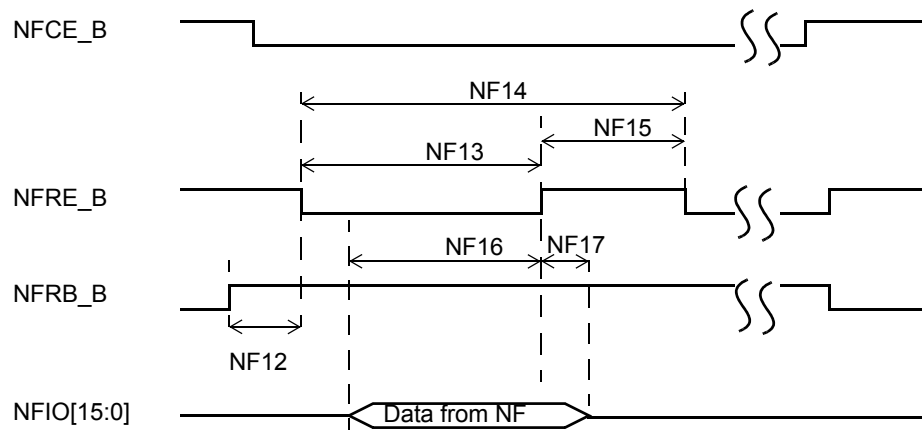 NFCE_B
NF14
NF15
NF13
NFRE_B
NF16
NF17
NFRB_B
NF12
NFIO[15:0]
Data from NF